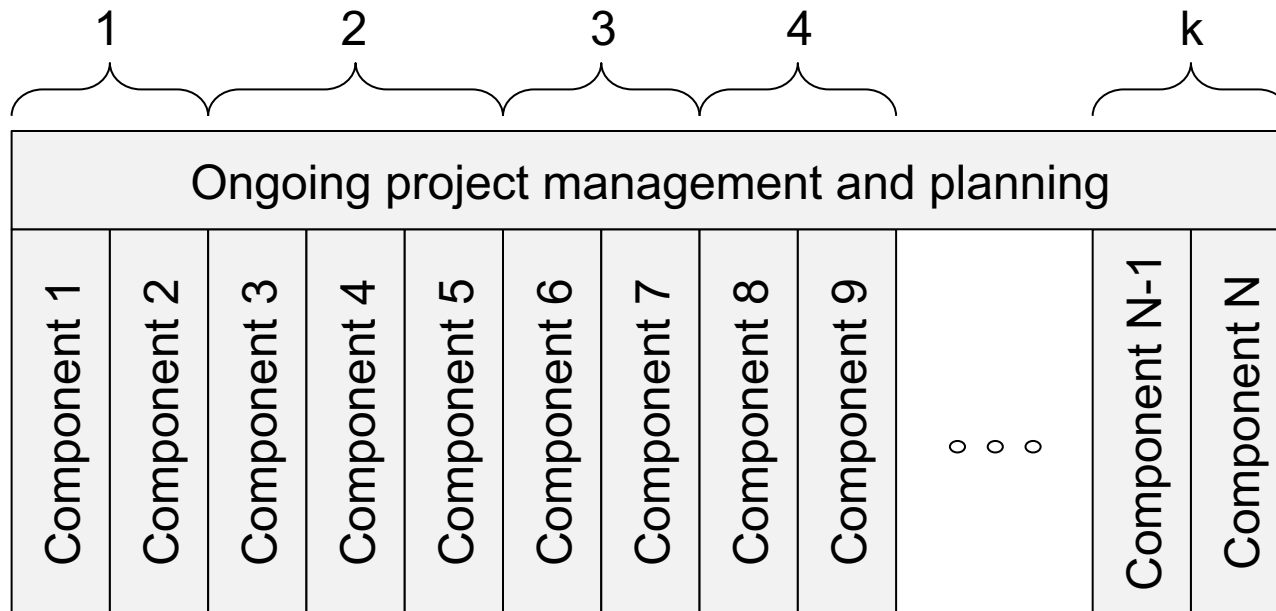 1 2 3 4 k
Ongoing project management and planning
Component 1
Component 2
Component 3
Component 4
Component 5
Component 6
Component 7
Component 8
Component 9
Component N-1
Component N